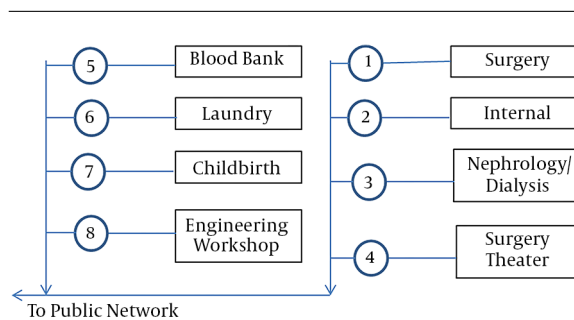 5
Blood Bank
6
Laundry
7
Childbirth
8
Engineering
Workshop
1
Surgery
2
Internal
3
Nephrology/
Dialysis
4
Surgery
Theater
To Public Network